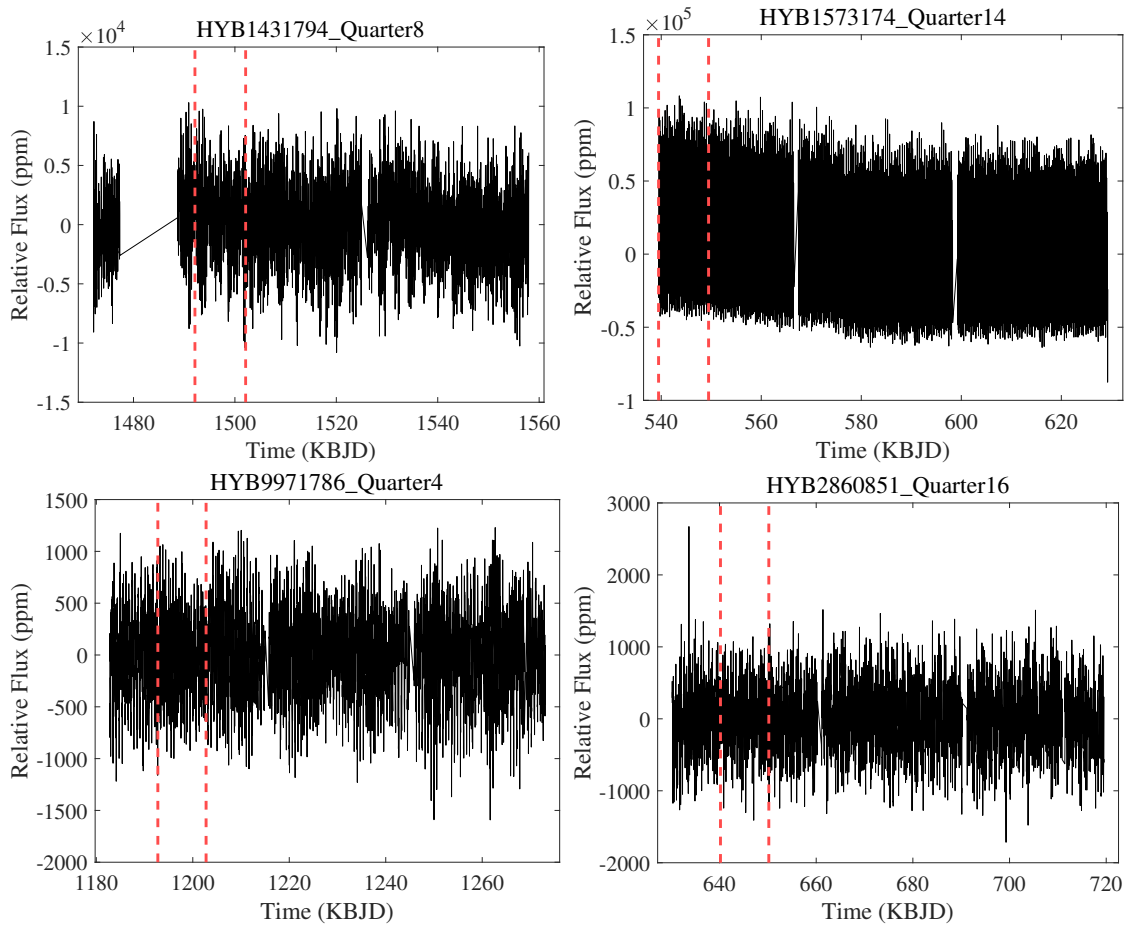 HYB1431794_Quarter8
×10⁴
1.5
1
0.5
0
-0.5
-1
-1.5
1480 1500 1520 1540 1560
Time (KBJD)
Relative Flux (ppm)
HYB1573174_Quarter14
×10⁵
1.5
1
0.5
0
-0.5
-1
540 560 580 600 620
Time (KBJD)
Relative Flux (ppm)
HYB9971786_Quarter4
1500
1000
500
0
-500
-1000
-1500
-2000
1180 1200 1220 1240 1260
Time (KBJD)
Relative Flux (ppm)
HYB2860851_Quarter16
3000
2000
1000
0
-1000
-2000
640 660 680 700 720
Time (KBJD)
Relative Flux (ppm)